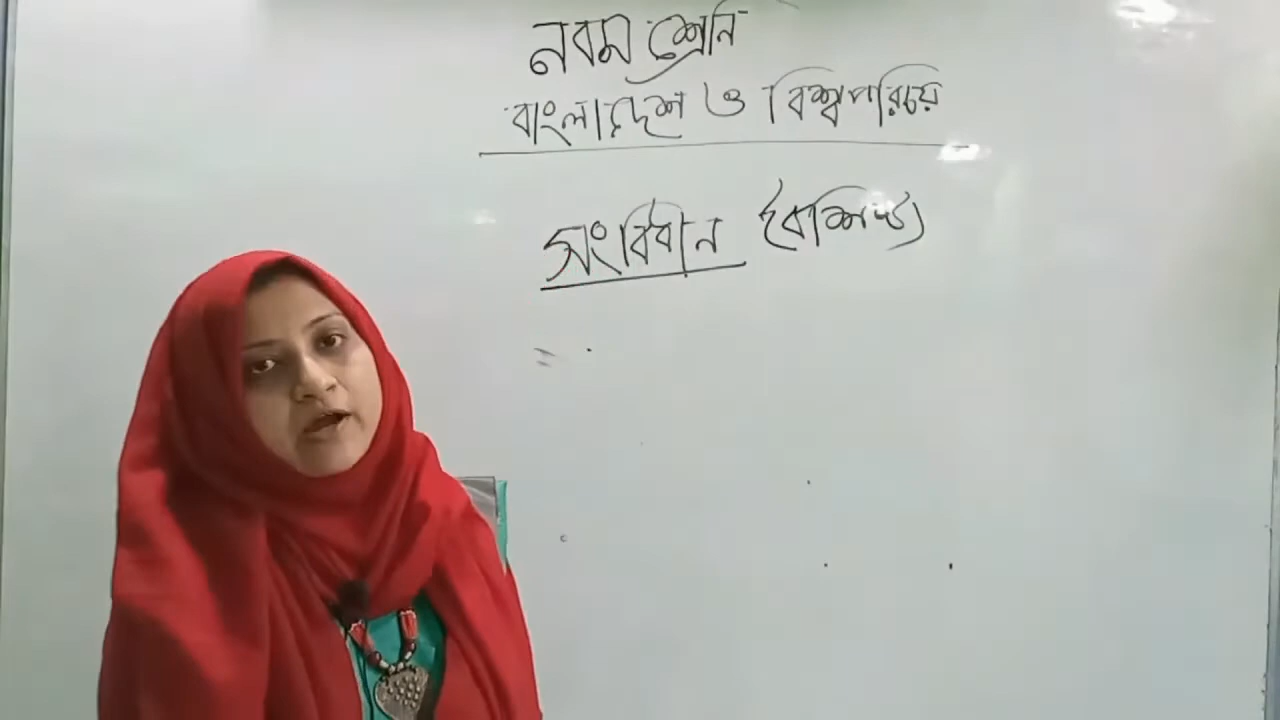 নবম শ্রেনি
বাংলাদেশ ও বিশ্বপরিচয়
সংবিধান বৈশিষ্ট্য